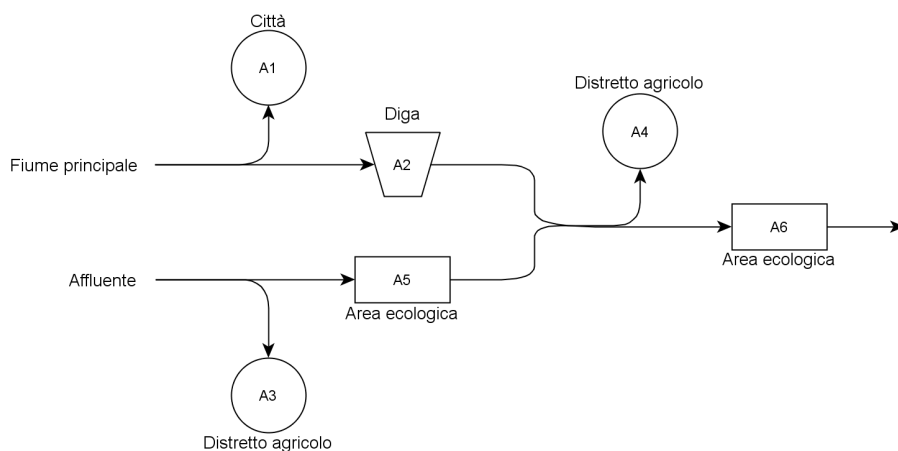 Città
A1
Distretto agricolo
A4
Diga
A2
Fiume principale
A6
Area ecologica
Affluente
A5
Area ecologica
A3
Distretto agricolo